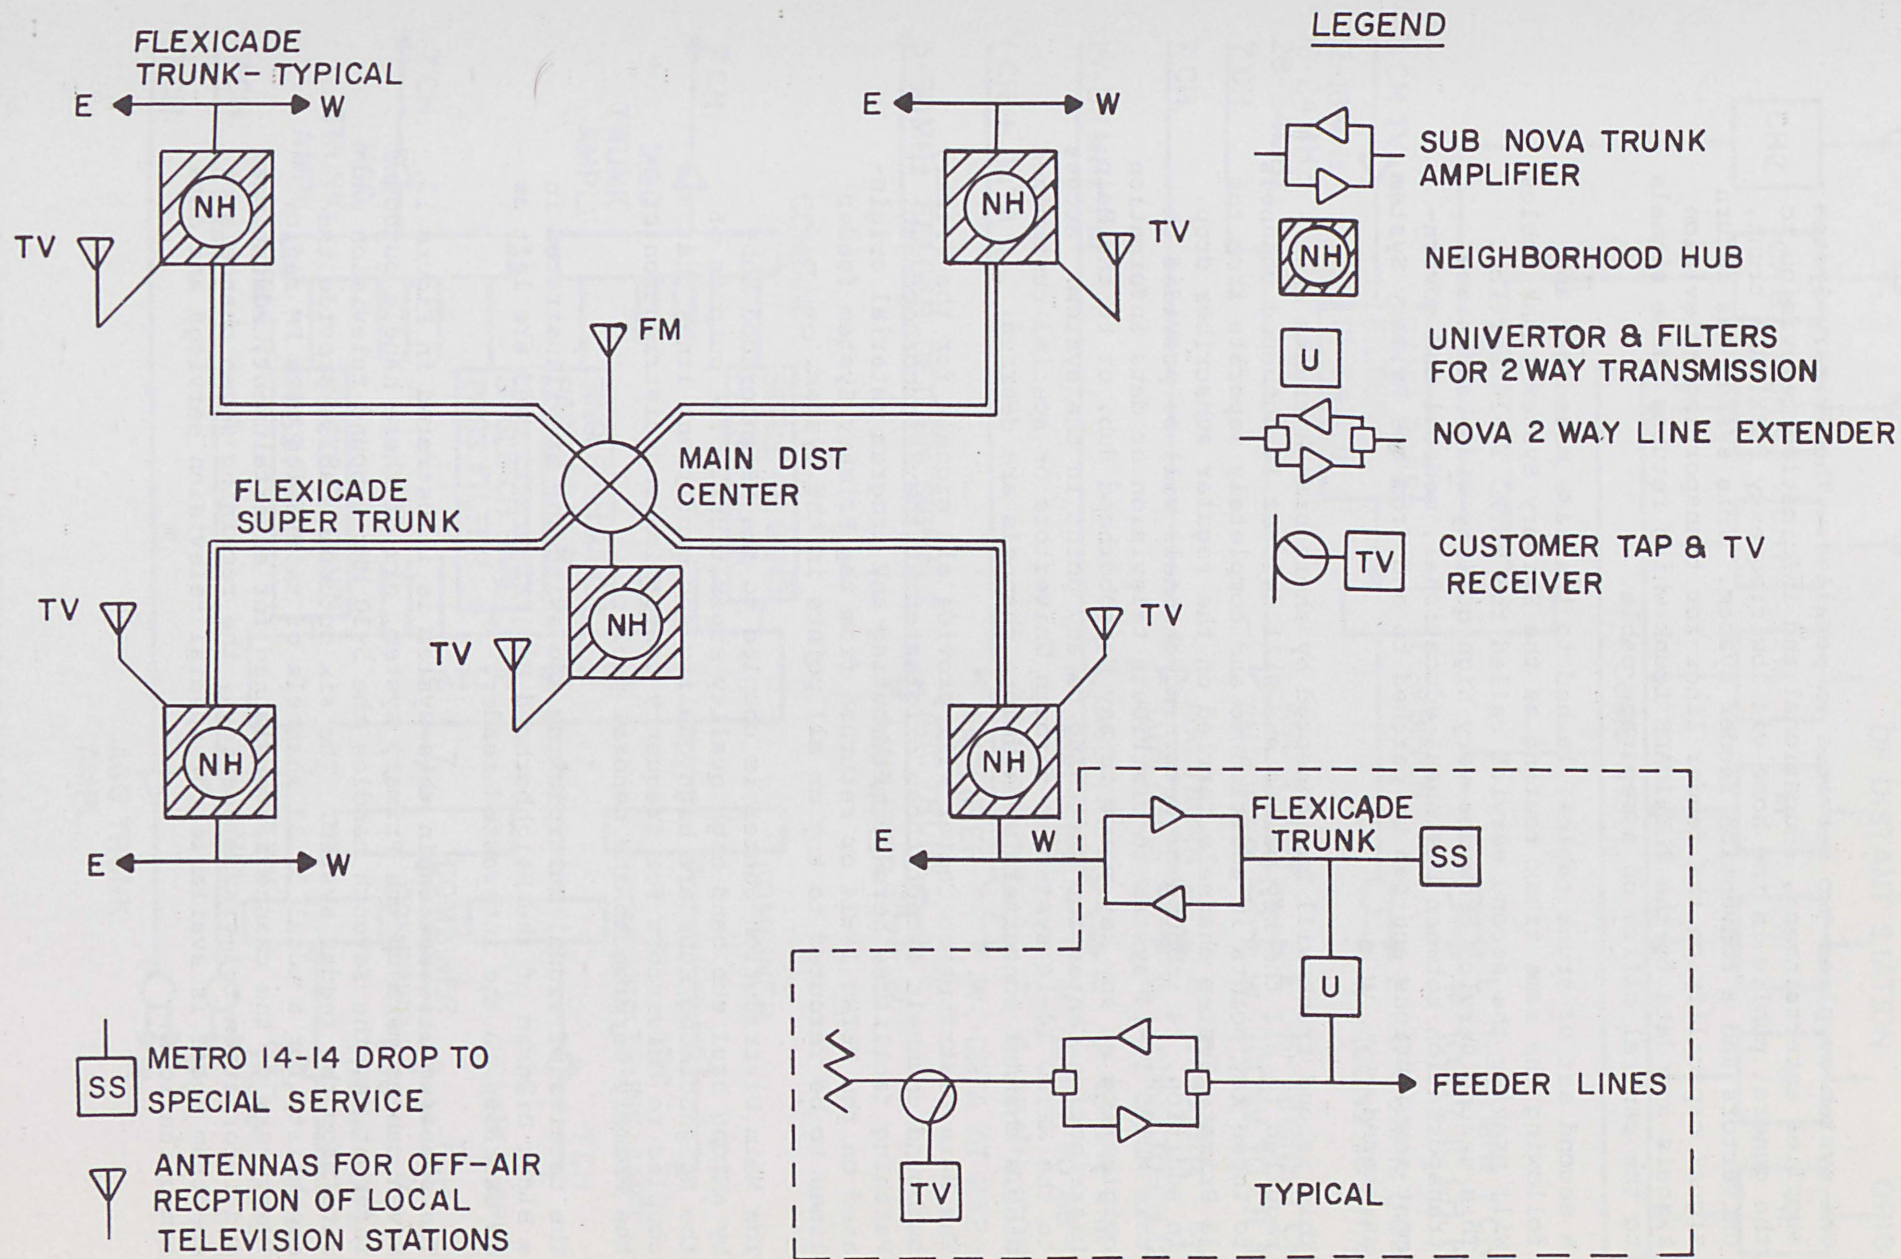 FLEXICADE
TRUNK-TYPICAL
E
W
NH
TV
E
W
NH
TV
FM
MAIN DIST
CENTER
FLEXICADE
SUPER TRUNK
TV
NH
E
W
TV
NH
TV
NH
E
W
FLEXICADE
TRUNK
SS
U
FEEDER LINES
TV
TYPICAL
LEGEND
SUB NOVA TRUNK
AMPLIFIER
NH
NEIGHBORHOOD HUB
U
UNIVERTOR & FILTERS
FOR 2 WAY TRANSMISSION
NOVA 2 WAY LINE EXTENDER
TV
CUSTOMER TAP & TV
RECEIVER
SS
METRO 14-14 DROP TO
SPECIAL SERVICE
ANTENNAS FOR OFF-AIR
RECPTION OF LOCAL
TELEVISION STATIONS